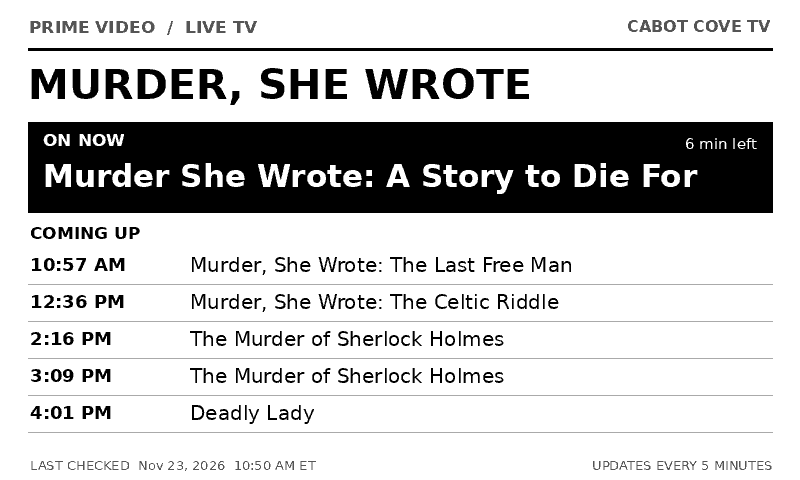 PRIME VIDEO / LIVE TV
CABOT COVE TV
MURDER, SHE WROTE
ON NOW
6 min left
Murder She Wrote: A Story to Die For
COMING UP
10:57 AM Murder, She Wrote: The Last Free Man
12:36 PM Murder, She Wrote: The Celtic Riddle
2:16 PM The Murder of Sherlock Holmes
3:09 PM The Murder of Sherlock Holmes
4:01 PM Deadly Lady
LAST CHECKED Nov 23, 2026 10:50 AM ET
UPDATES EVERY 5 MINUTES